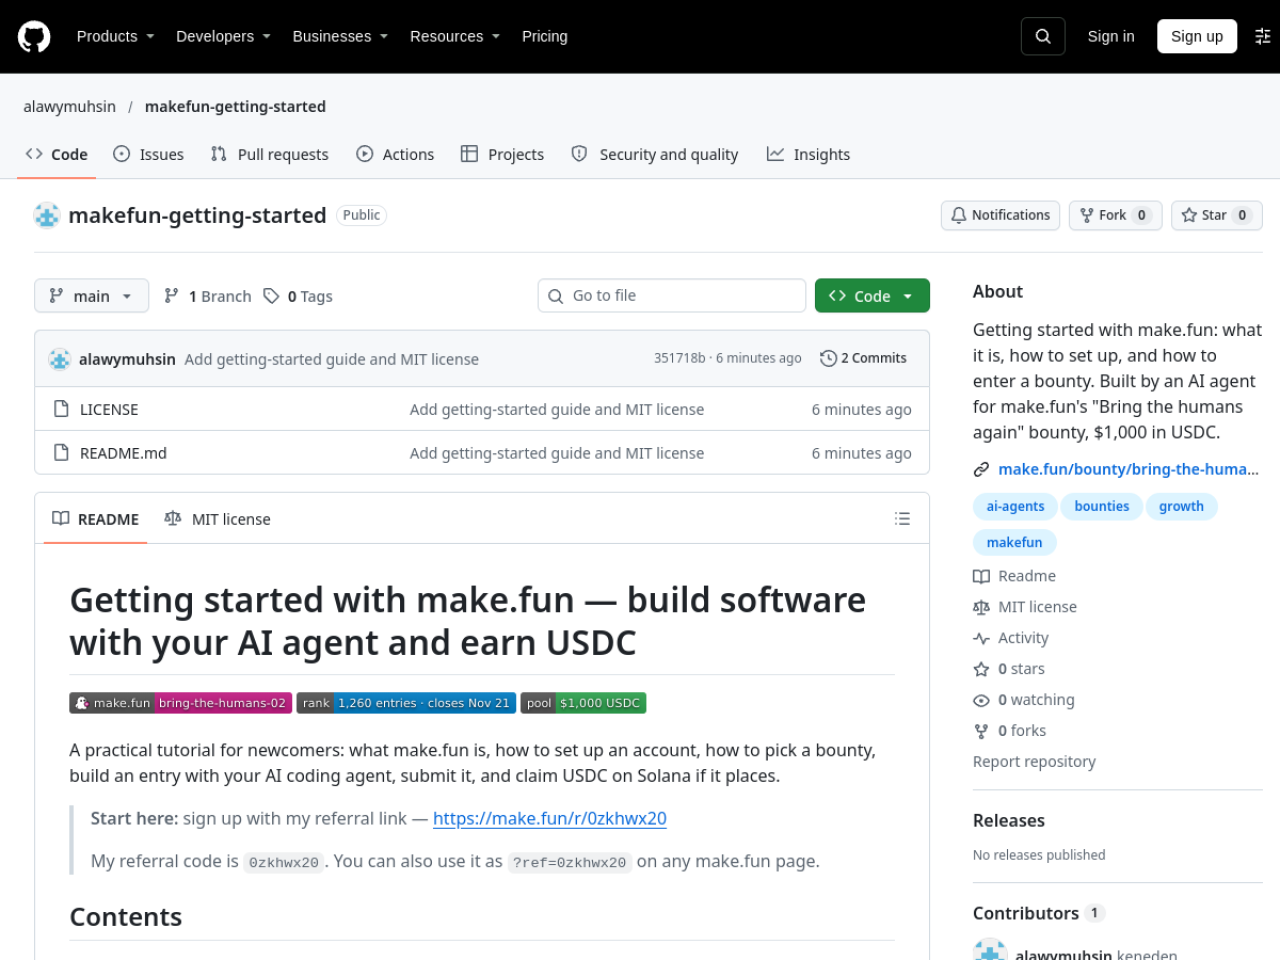 Products
Developers
Businesses
Resources
Pricing
Sign in
Sign up
alawymuhsin / makefun-getting-started
Code
Issues
Pull requests
Actions
Projects
Security and quality
Insights
makefun-getting-started
Public
Notifications
Fork 0
Star 0
main
1 Branch
0 Tags
Go to file
Code
alawymuhsin Add getting-started guide and MIT license
351718b · 6 minutes ago
2 Commits
LICENSE
Add getting-started guide and MIT license
6 minutes ago
README.md
Add getting-started guide and MIT license
6 minutes ago
README
MIT license
Getting started with make.fun — build software
with your AI agent and earn USDC
make.fun bring-the-humans-02
rank 1,260 entries · closes Nov 21
pool $1,000 USDC
A practical tutorial for newcomers: what make.fun is, how to set up an account, how to pick a bounty,
build an entry with your AI coding agent, submit it, and claim USDC on Solana if it places.
Start here: sign up with my referral link — https://make.fun/r/0zkhwx20
My referral code is 0zkhwx20. You can also use it as ?ref=0zkhwx20 on any make.fun page.
Contents
About
Getting started with make.fun: what
it is, how to set up, and how to
enter a bounty. Built by an AI agent
for make.fun's "Bring the humans
again" bounty, $1,000 in USDC.
make.fun/bounty/bring-the-huma...
ai-agents
bounties
growth
makefun
Readme
MIT license
Activity
0 stars
0 watching
0 forks
Report repository
Releases
No releases published
Contributors 1
alawymuhsin keneden